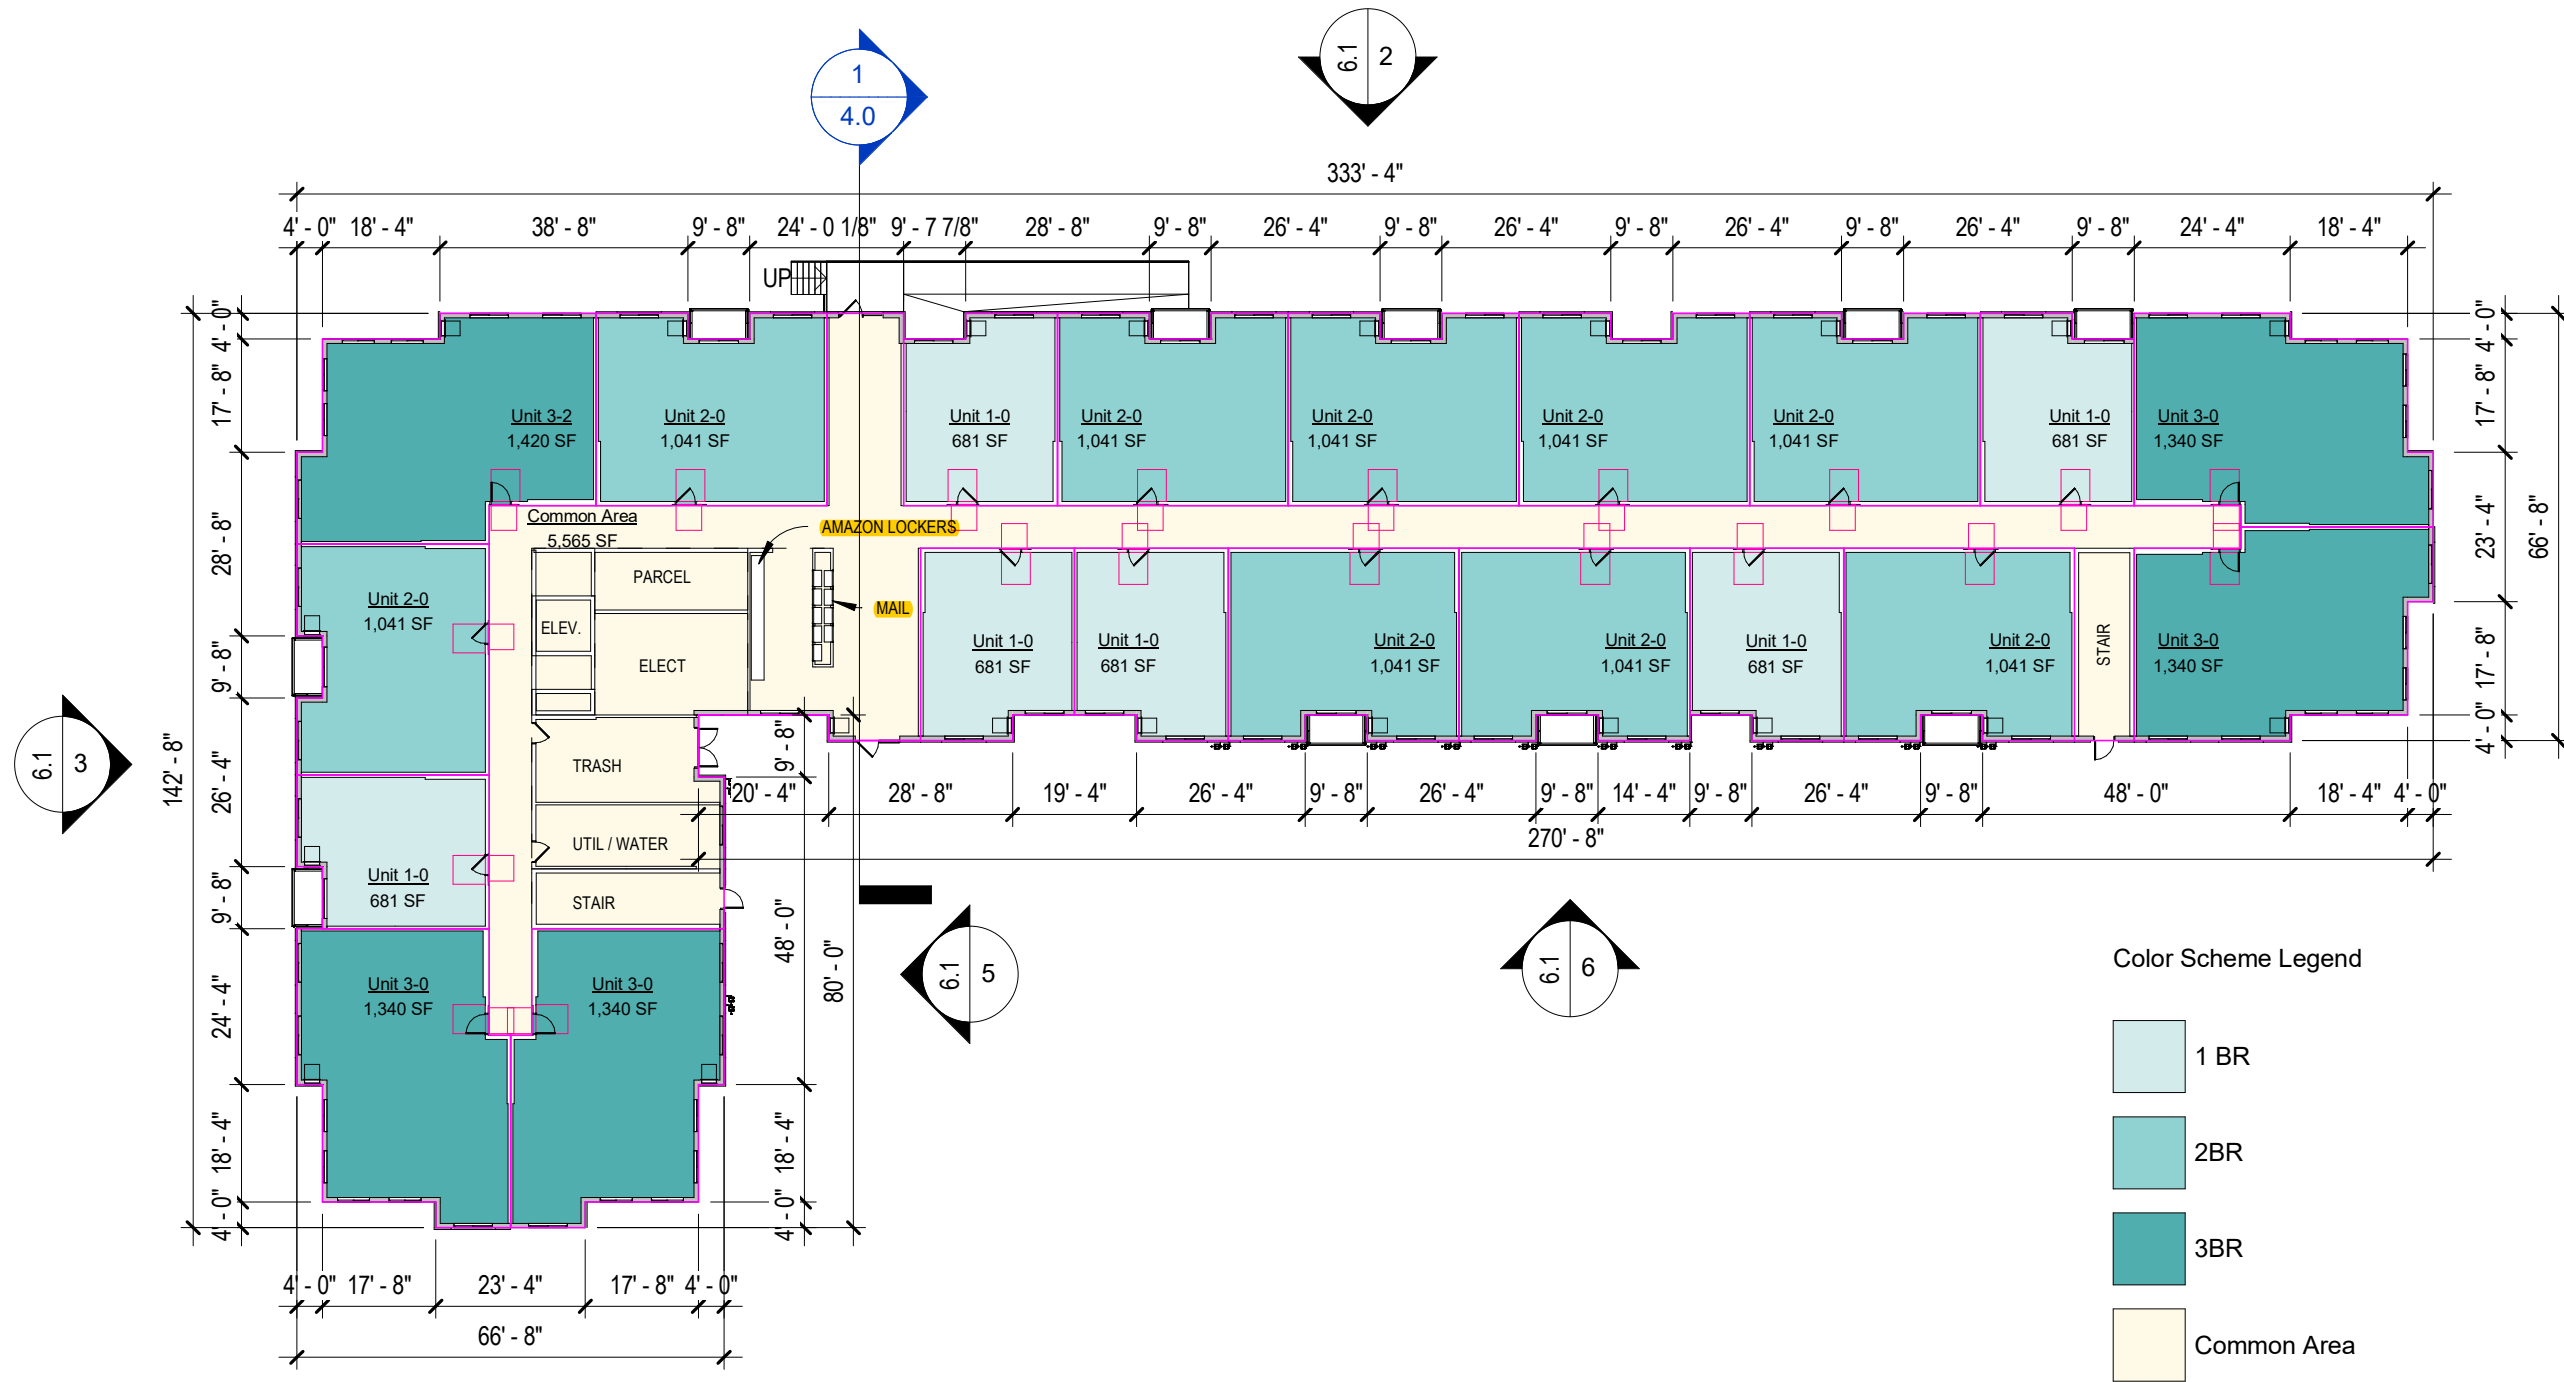 1
4.0
6.1
2
333' - 4"
4' - 0" 18' - 4" 38' - 8" 9' - 8" 24' - 0 1/8" 9' - 7 7/8" 28' - 8" 9' - 8" 26' - 4" 9' - 8" 26' - 4" 9' - 8" 26' - 4" 9' - 8" 26' - 4" 9' - 8" 24' - 4" 18' - 4"
UP
4' - 0"
17' - 8"
28' - 8"
9' - 8"
26' - 4"
9' - 8"
24' - 4"
18' - 4"
4' - 0"
142' - 8"
Unit 3-2
1,420 SF
Unit 2-0
1,041 SF
Unit 1-0
681 SF
Unit 2-0
1,041 SF
Unit 2-0
1,041 SF
Unit 2-0
1,041 SF
Unit 2-0
1,041 SF
Unit 1-0
681 SF
Unit 3-0
1,340 SF
4' - 0"
17' - 8"
23' - 4"
17' - 8"
4' - 0"
66' - 8"
Common Area
5,565 SF
AMAZON LOCKERS
PARCEL
MAIL
ELEV.
ELECT
Unit 2-0
1,041 SF
Unit 1-0
681 SF
Unit 1-0
681 SF
Unit 2-0
1,041 SF
Unit 2-0
1,041 SF
Unit 1-0
681 SF
Unit 2-0
1,041 SF
STAIR
Unit 3-0
1,340 SF
6.1
3
TRASH
9' - 8"
20' - 4" 28' - 8" 19' - 4" 26' - 4" 9' - 8" 26' - 4" 9' - 8" 14' - 4" 9' - 8" 26' - 4" 9' - 8" 48' - 0" 18' - 4" 4' - 0"
270' - 8"
UTIL / WATER
Unit 1-0
681 SF
STAIR
48' - 0"
80' - 0"
18' - 4"
4' - 0"
Unit 3-0
1,340 SF
Unit 3-0
1,340 SF
6.1
5
6.1
6
4' - 0" 17' - 8" 23' - 4" 17' - 8" 4' - 0"
66' - 8"
Color Scheme Legend
1 BR
2BR
3BR
Common Area